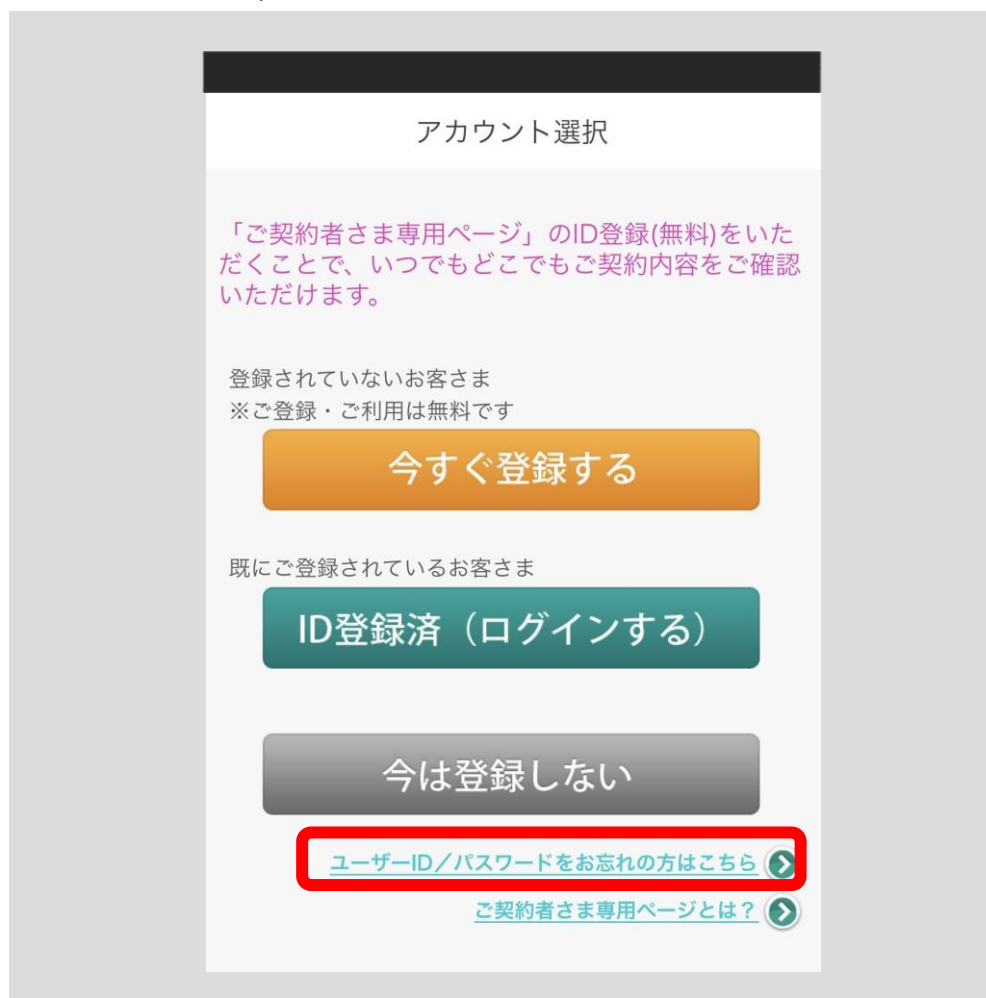 アカウント選択
「ご契約者さま専用ページ」のID登録(無料)をいた
だくことで、いつでもどこでもご契約内容をご確認
いただけます。
登録されていないお客さま
※ご登録・ご利用は無料です
今すぐ登録する
既にご登録されているお客さま
ID登録済（ログインする）
今は登録しない
ユーザーID／パスワードをお忘れの方はこちら
ご契約者さま専用ページとは？